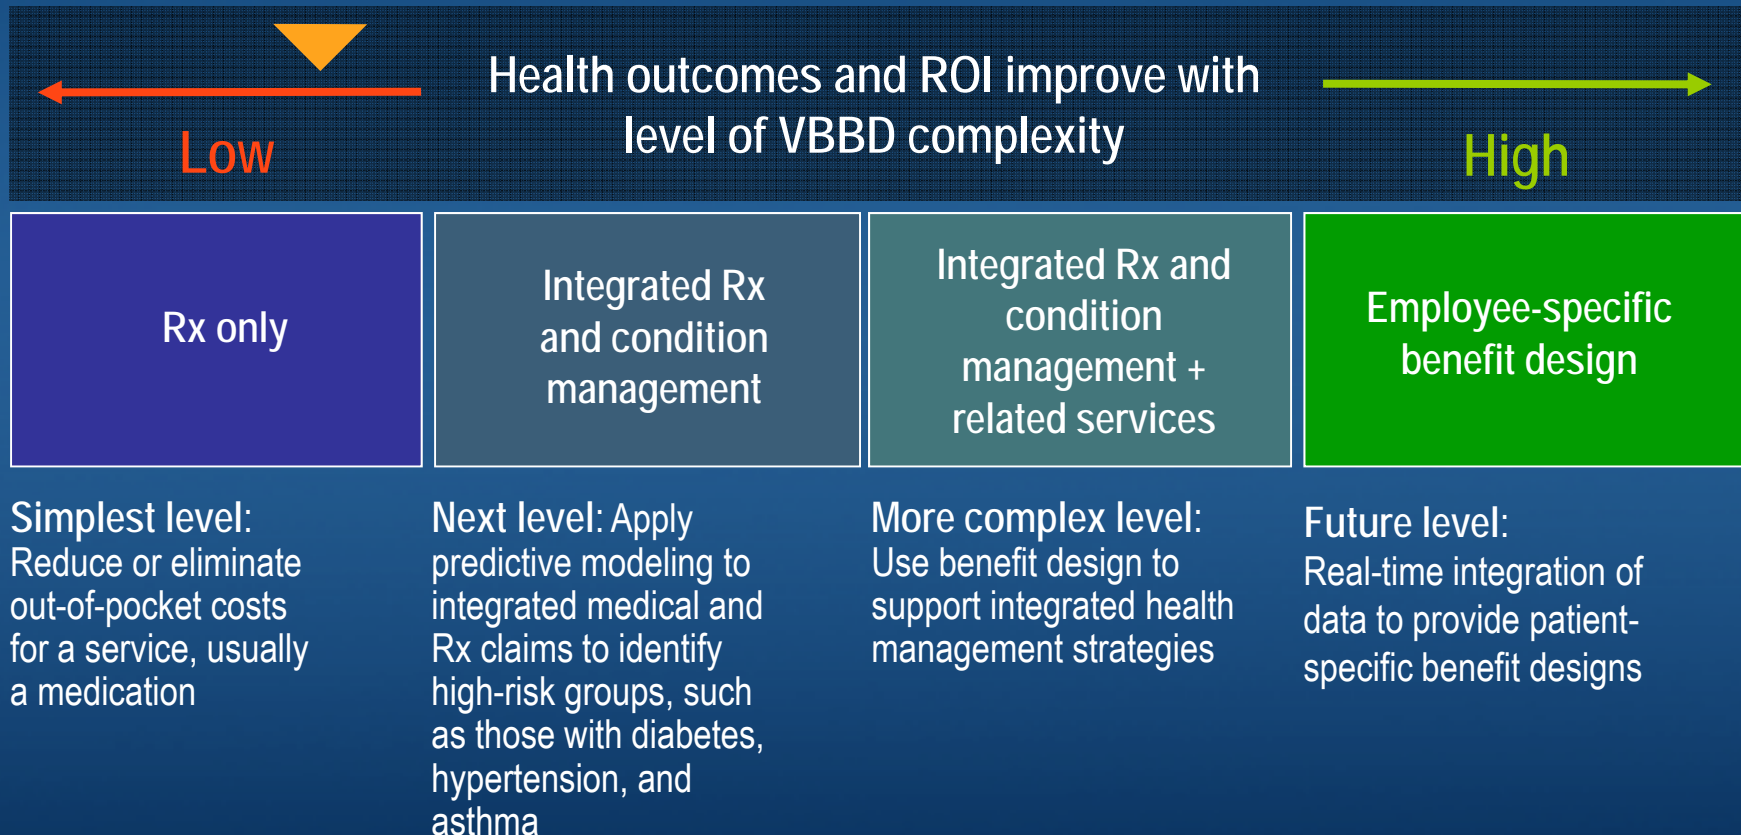 Health outcomes and ROI improve with
level of VBBD complexity
Low
High
Rx only
Integrated Rx
and condition
management
Integrated Rx and
condition
management +
related services
Employee-specific
benefit design
Simplest level:
Reduce or eliminate
out-of-pocket costs
for a service, usually
a medication
Next level: Apply
predictive modeling to
integrated medical and
Rx claims to identify
high-risk groups, such
as those with diabetes,
hypertension, and
asthma
More complex level:
Use benefit design to
support integrated health
management strategies
Future level:
Real-time integration of
data to provide patient-
specific benefit designs